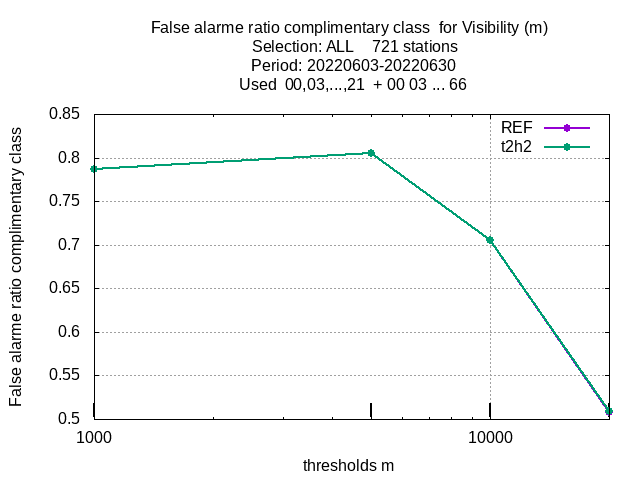 False alarme ratio complimentary class  for Visibility (m)
Selection: ALL    721 stations
Period: 20220603-20220630
Used  00,03,...,21  + 00 03 ... 66
False alarme ratio complimentary class
0.85
0.8
0.75
0.7
0.65
0.6
0.55
0.5
REF
t2h2
1000
10000
thresholds m